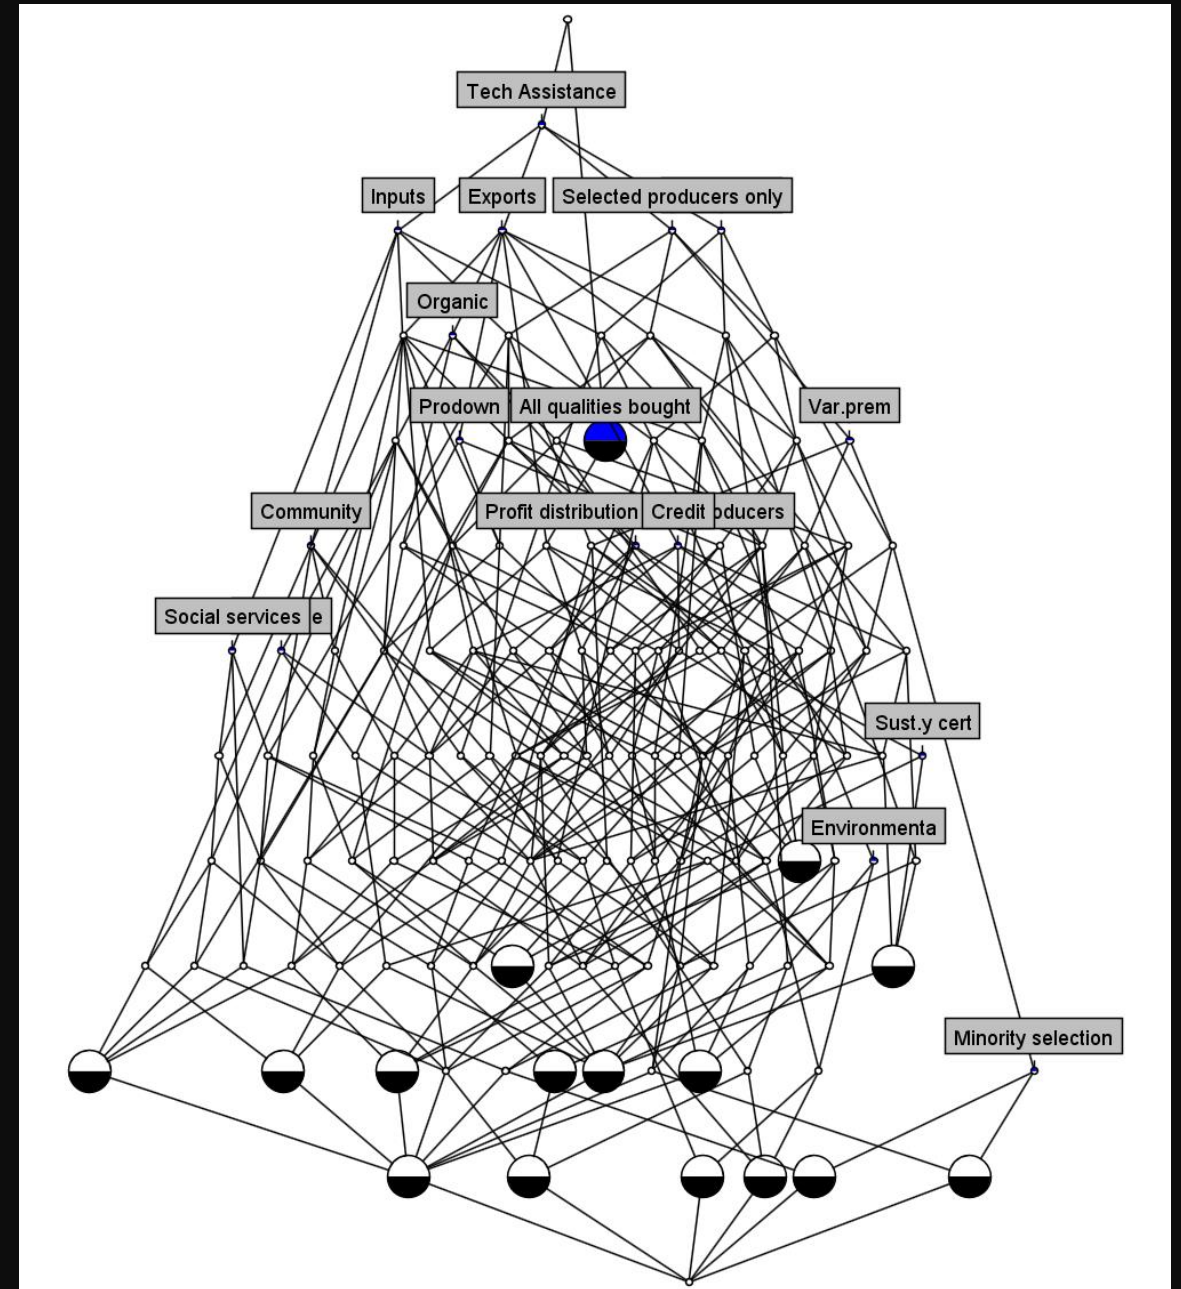 Tech Assistance
Inputs
Exports
Selected producers only
Organic
Prodown
All qualities bought
Var.prem
Community
Profit distribution
Credit
oducers
Social services
e
Sust.y cert
Environmenta
Minority selection